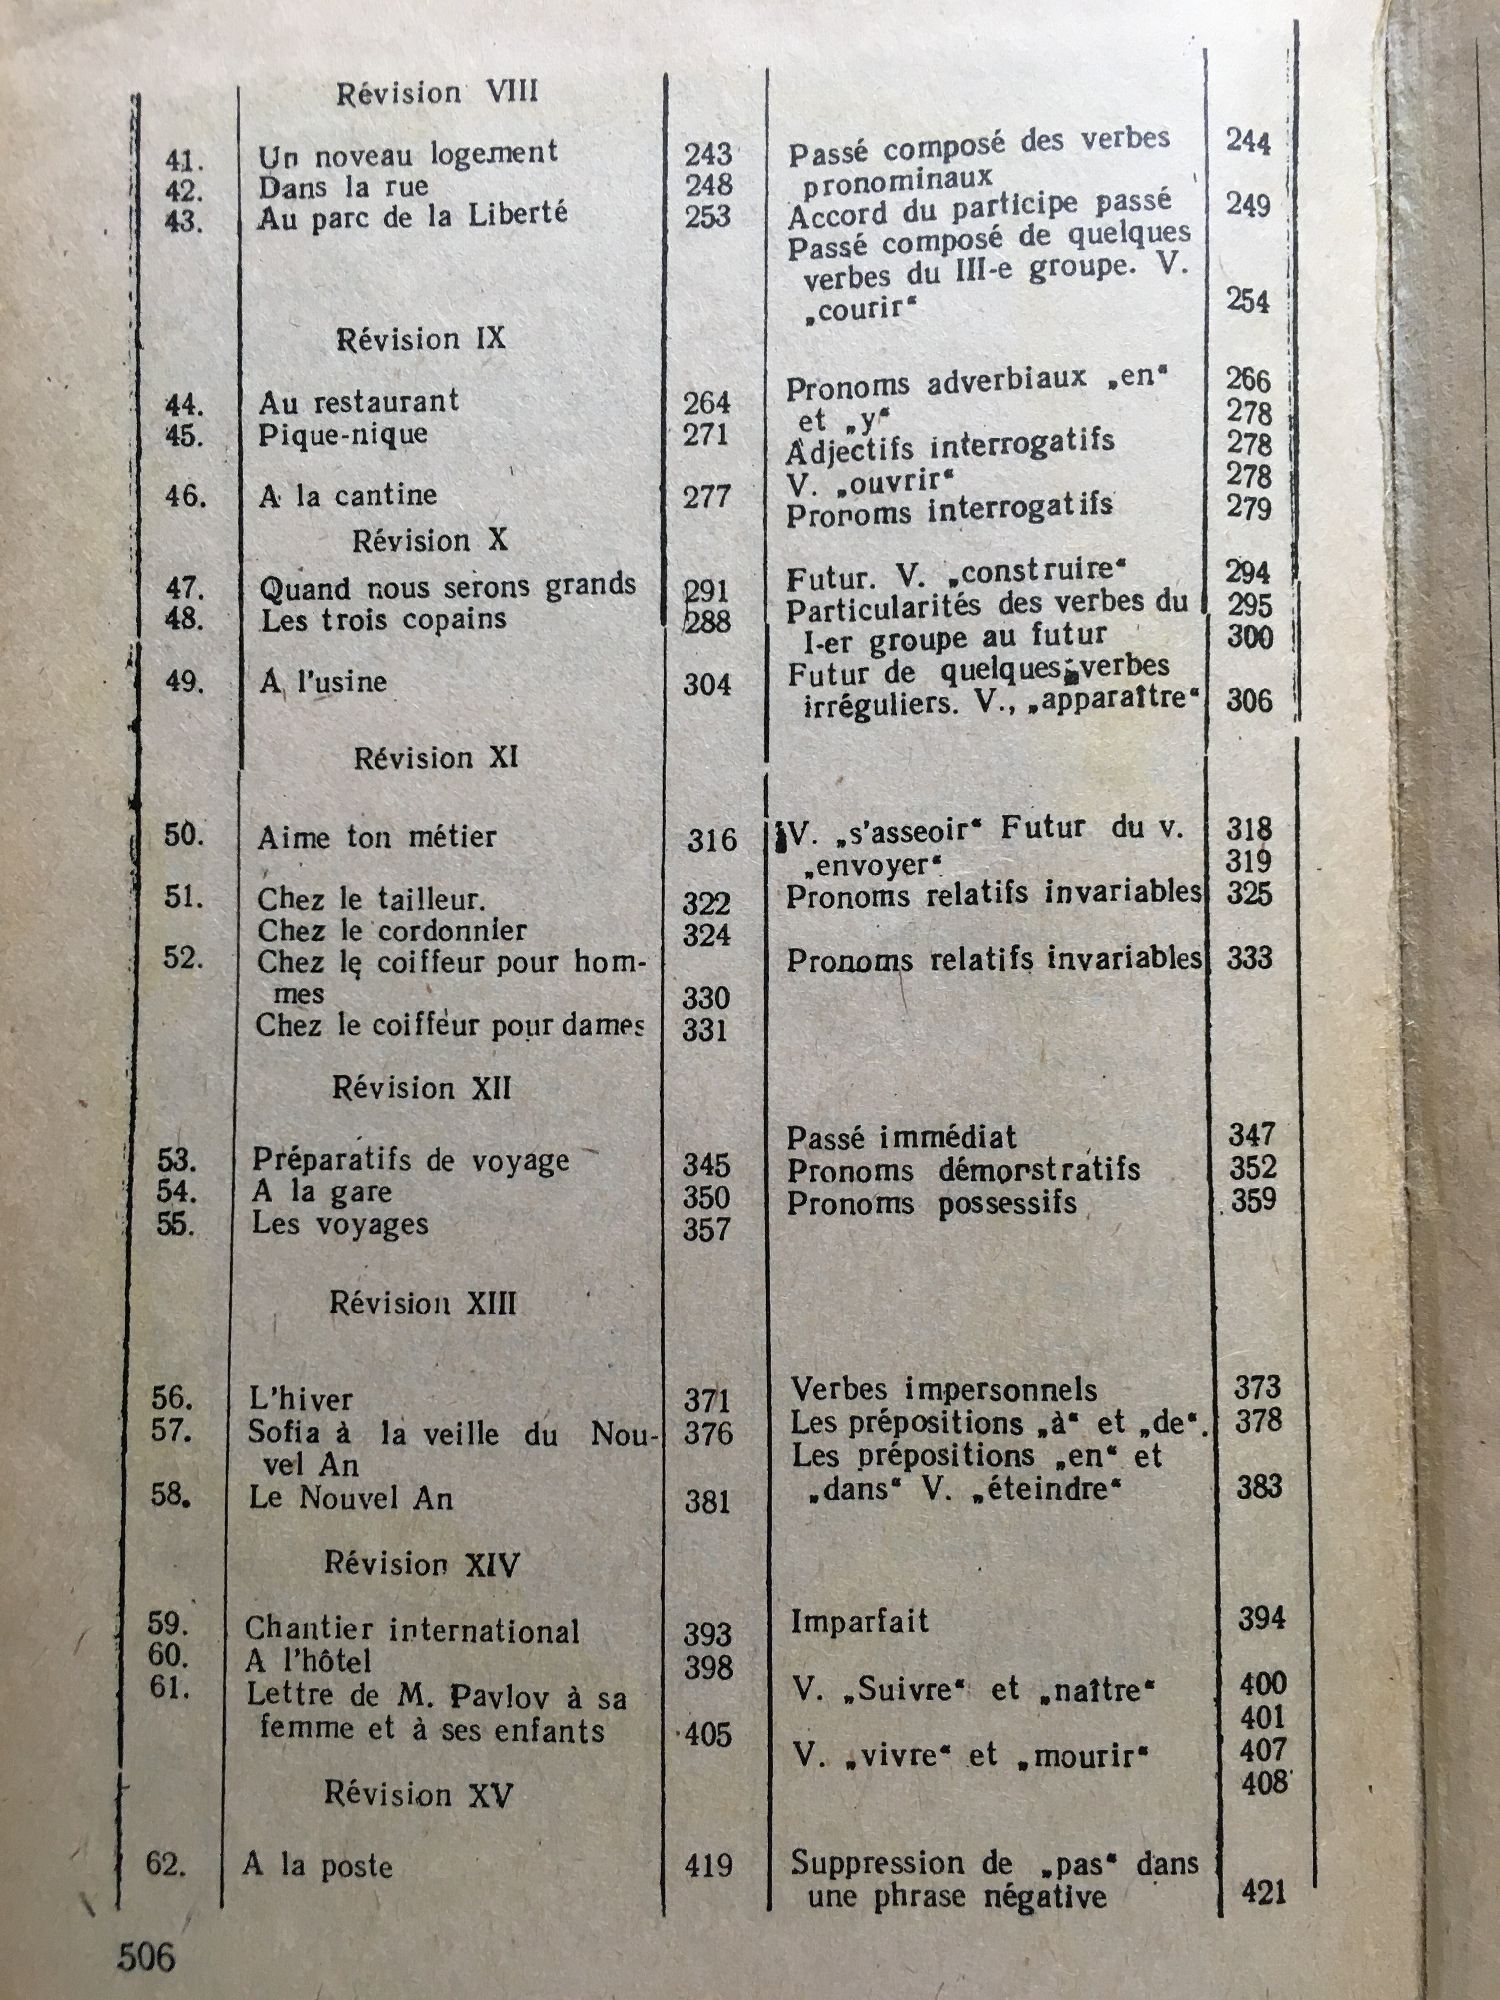 Révision VIII
41. Un noveau logement 243 Passé composé des verbes 244
pronominaux
42. Dans la rue 248 Accord du participe passé 249
43. Au parc de la Liberté 253 Passé composé de quelques
verbes du III-e groupe. V.
„courir“ 254
Révision IX
44. Au restaurant 264 Pronoms adverbiaux „en“ 266
et „y“ 278
45. Pique-nique 271 Adjectifs interrogatifs 278
V. „ouvrir“ 278
46. A la cantine 277 Pronoms interrogatifs 279
Révision X
47. Quand nous serons grands 291 Futur. V. „construire“ 294
48. Les trois copains 288 Particularités des verbes du 295
I-er groupe au futur 300
49. A l'usine 304 Futur de quelques verbes
irréguliers. V., „apparaître“ 306
Révision XI
50. Aime ton métier 316 V. „s'asseoir“ Futur du v. 318
„envoyer“ 319
51. Chez le tailleur. 322 Pronoms relatifs invariables 325
Chez le cordonnier 324
52. Chez le coiffeur pour hom- Pronoms relatifs invariables 333
mes 330
Chez le coiffeur pour dames 331
Révision XII
53. Préparatifs de voyage 345 Passé immédiat 347
54. A la gare 350 Pronoms démonstratifs 352
55. Les voyages 357 Pronoms possessifs 359
Révision XIII
56. L'hiver 371 Verbes impersonnels 373
57. Sofia à la veille du Nou- 376 Les prépositions „à“ et „de“. 378
vel An Les prépositions „en“ et
58. Le Nouvel An 381 „dans“ V. „éteindre“ 383
Révision XIV
59. Chantier international 393 Imparfait 394
60. A l'hôtel 398
61. Lettre de M. Pavlov à sa V. „Suivre“ et „naître“ 400
femme et à ses enfants 405 401
V. „vivre“ et „mourir“ 407
Révision XV 408
62. A la poste 419 Suppression de „pas“ dans
une phrase négative 421
506